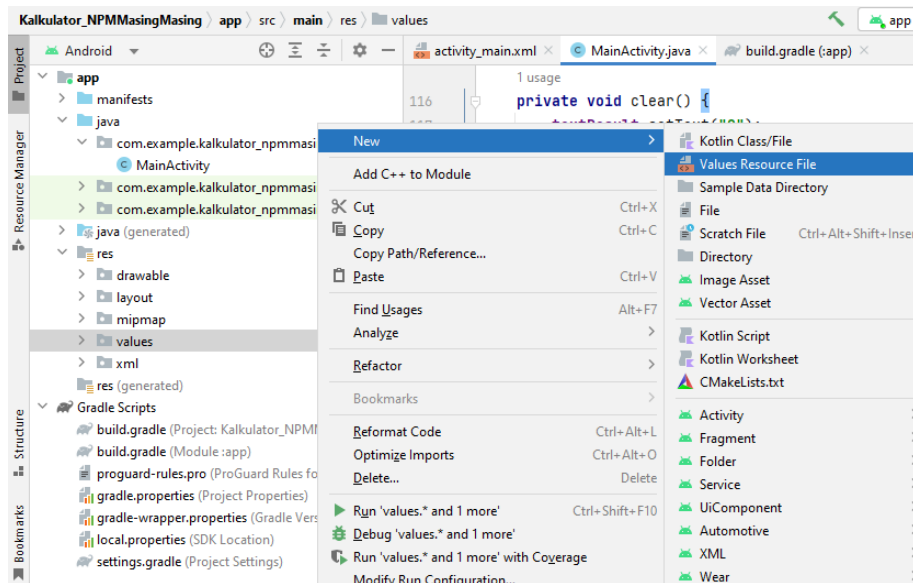 Kalkulator_NPMMasingMasing app src main res values
app
Android
activity_main.xml
MainActivity.java
build.gradle (:app)
Project
Resource Manager
Structure
Bookmarks
app
manifests
java
com.example.kalkulator_npmmasi
MainActivity
com.example.kalkulator_npmmasi
com.example.kalkulator_npmmasi
java (generated)
res
drawable
layout
mipmap
values
xml
res (generated)
Gradle Scripts
build.gradle (Project: Kalkulator_NPMM
build.gradle (Module :app)
proguard-rules.pro (ProGuard Rules fo
gradle.properties (Project Properties)
gradle-wrapper.properties (Gradle Vers
local.properties (SDK Location)
settings.gradle (Project Settings)
1 usage
116 private void clear() {
New
Add C++ to Module
Cut Ctrl+X
Copy Ctrl+C
Copy Path/Reference...
Paste Ctrl+V
Find Usages Alt+F7
Analyze
Refactor
Bookmarks
Reformat Code Ctrl+Alt+L
Optimize Imports Ctrl+Alt+O
Delete... Delete
Run 'values.* and 1 more' Ctrl+Shift+F10
Debug 'values.* and 1 more'
Run 'values.* and 1 more' with Coverage
Modify Run Configuration...
Kotlin Class/File
Values Resource File
Sample Data Directory
File
Scratch File Ctrl+Alt+Shift+Inser
Directory
Image Asset
Vector Asset
Kotlin Script
Kotlin Worksheet
CMakeLists.txt
Activity
Fragment
Folder
Service
UiComponent
Automotive
XML
Wear